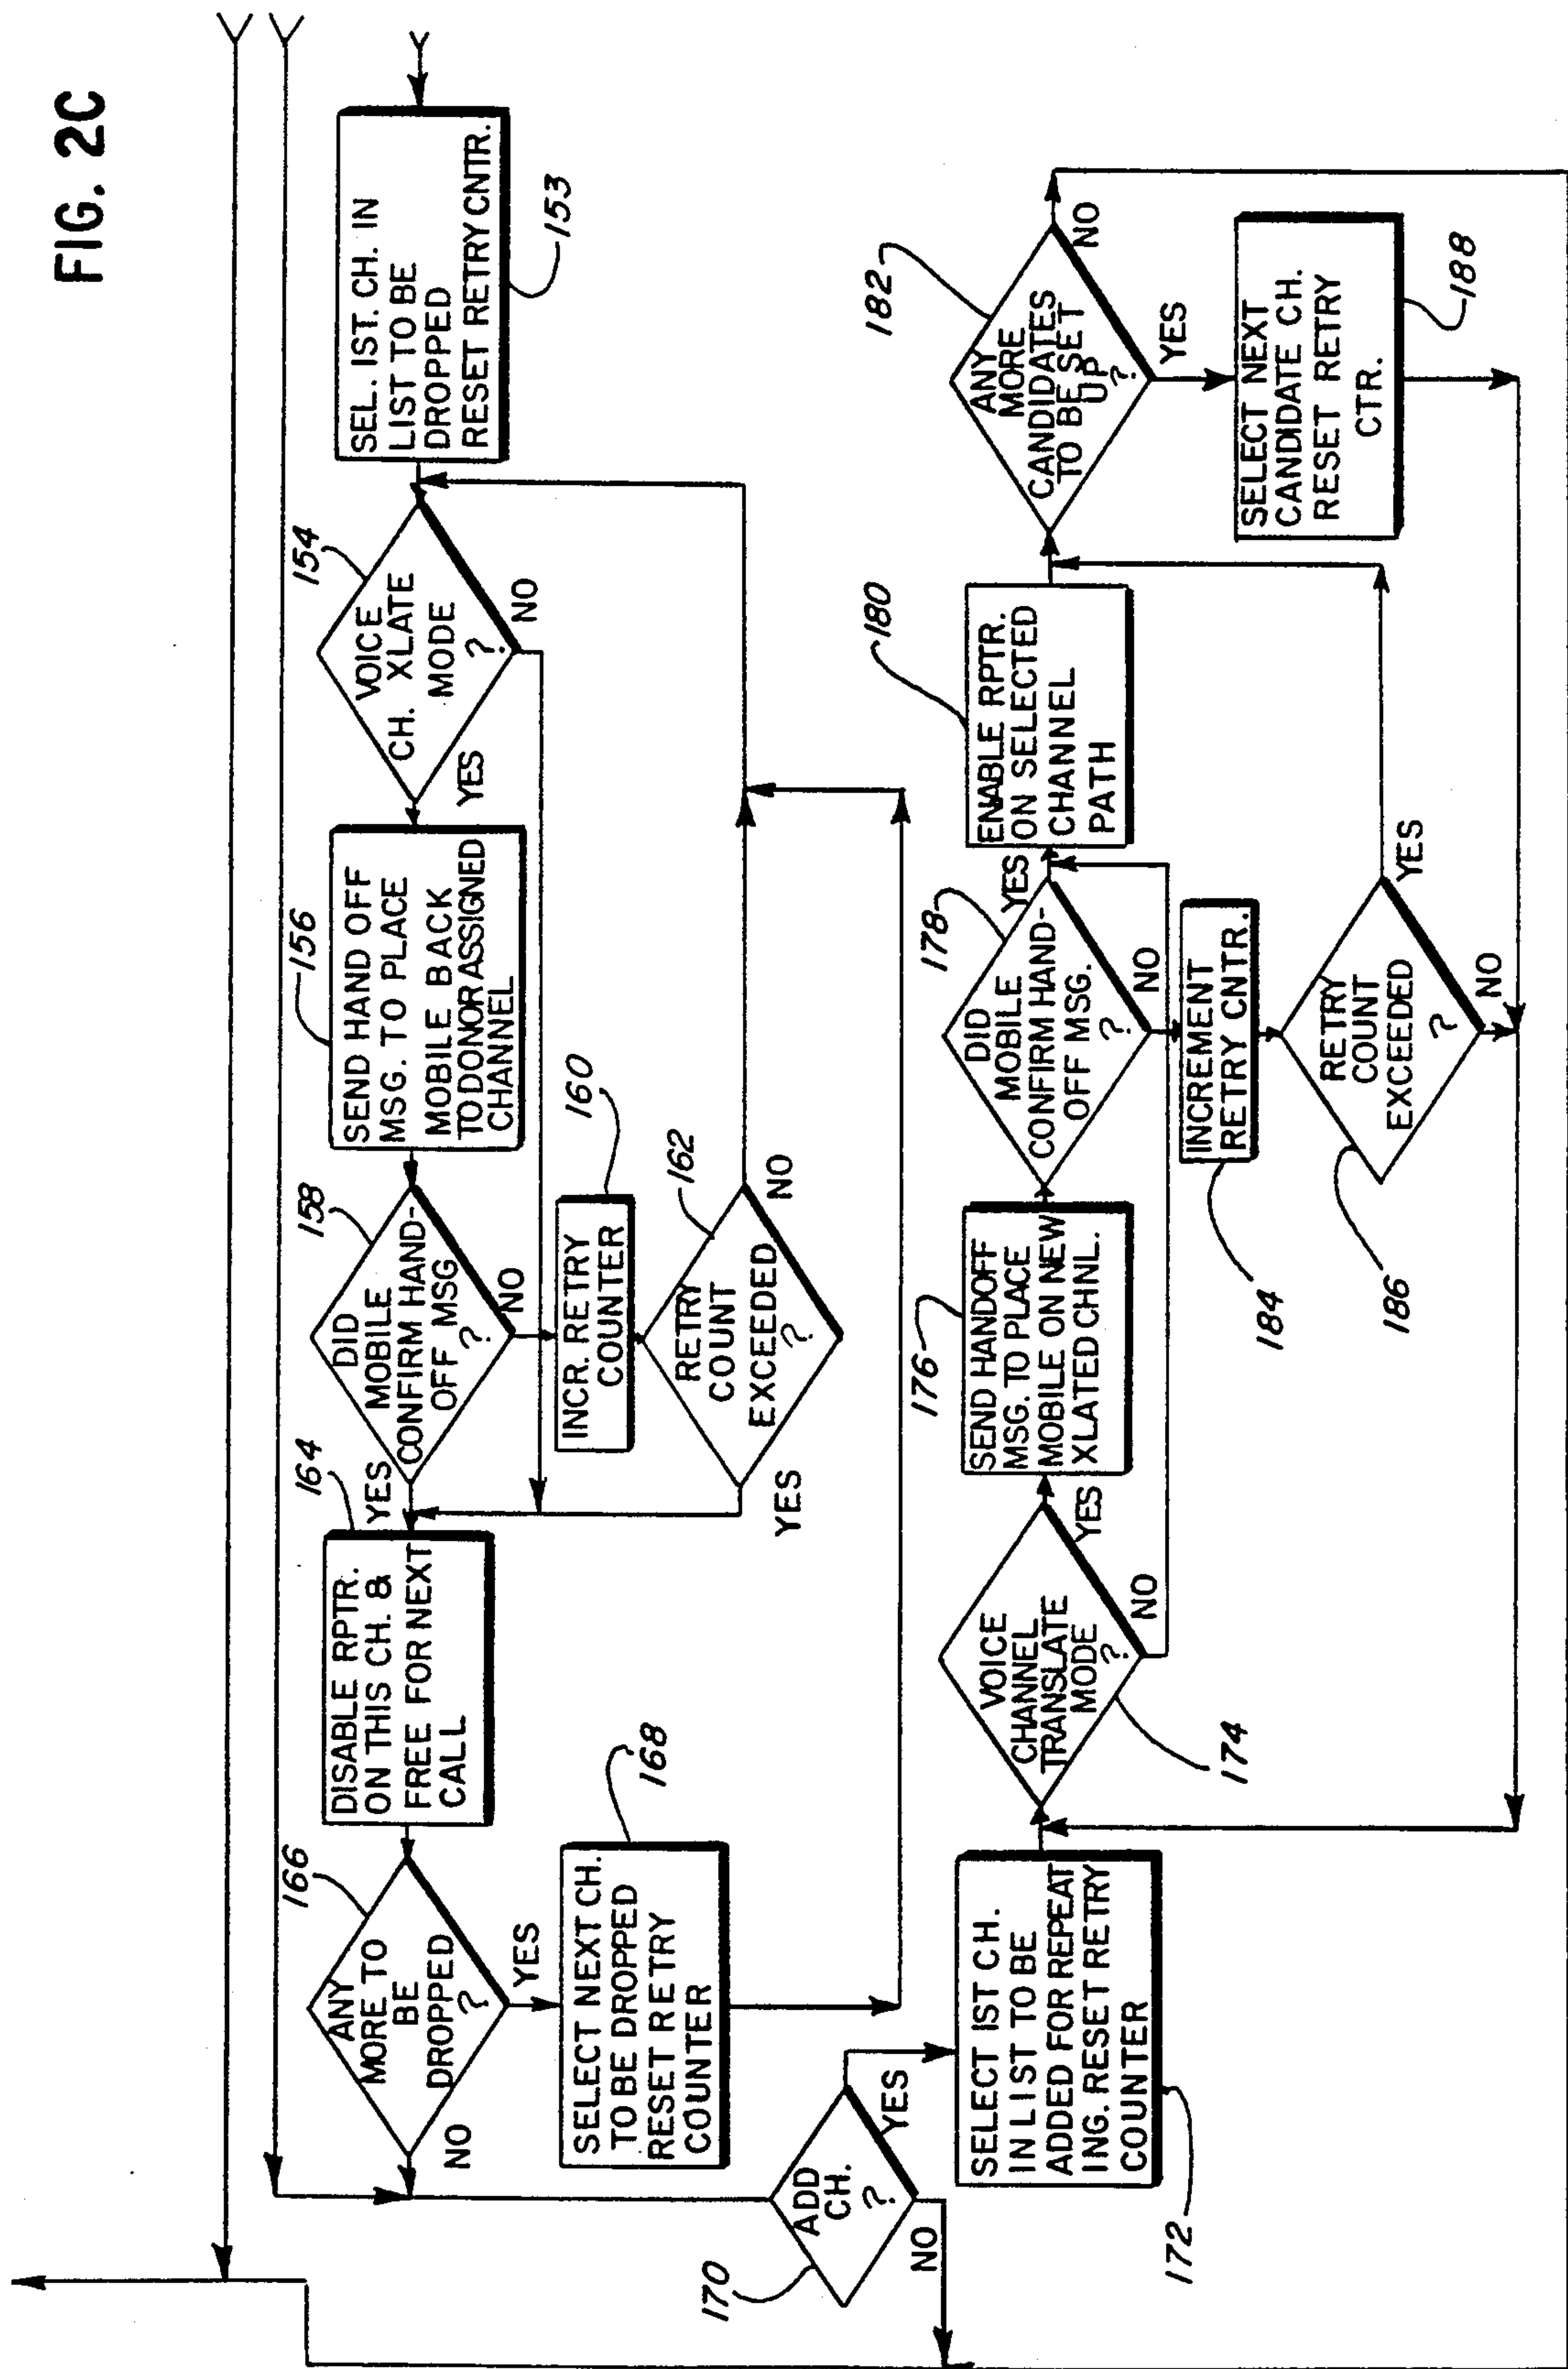 FIG. 2C
SEL. IST. CH. IN
LIST TO BE
DROPPED
RESET RETRY CNTR.
153
154
VOICE
CH. XLATE
MODE
?
YES
NO
156
SEND HAND OFF
MSG. TO PLACE
MOBILE BACK
TO DONOR ASSIGNED
CHANNEL
158
DID
MOBILE
CONFIRM HAND-
OFF MSG
?
YES
NO
160
INCR. RETRY
COUNTER
162
RETRY
COUNT
EXCEEDED
?
NO
YES
164
DISABLE RPTR.
ON THIS CH. &
FREE FOR NEXT
CALL
166
ANY
MORE TO
BE
DROPPED
?
NO
YES
168
SELECT NEXT CH.
TO BE DROPPED
RESET RETRY
COUNTER
170
ADD
CH.
?
NO
YES
172
SELECT IST CH.
IN LIST TO BE
ADDED FOR REPEAT
ING. RESET RETRY
COUNTER
174
VOICE
CHANNEL
TRANSLATE
MODE
?
YES
NO
176
SEND HANDOFF
MSG. TO PLACE
MOBILE ON NEW
XLATED CHNL.
178
DID
MOBILE
CONFIRM HAND-
OFF MSG.
?
YES
NO
180
ENABLE RPTR.
ON SELECTED
CHANNEL
PATH
182
ANY
MORE
CANDIDATES
TO BE SET
UP
?
NO
YES
184
INCREMENT
RETRY CNTR.
186
RETRY
COUNT
EXCEEDED
?
YES
NO
188
SELECT NEXT
CANDIDATE CH.
RESET RETRY
CTR.